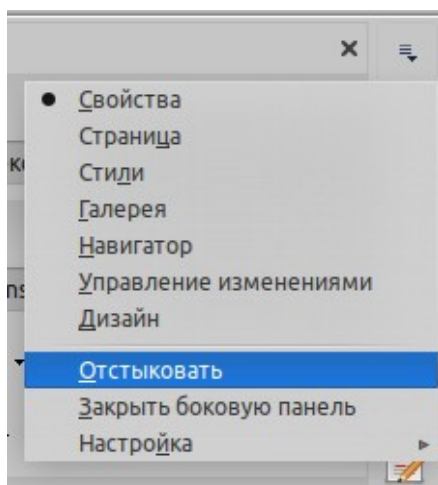 Свойства
Страница
Стили
Галерея
Навигатор
Управление изменениями
Дизайн
Отстыковать
Закрыть боковую панель
Настройка